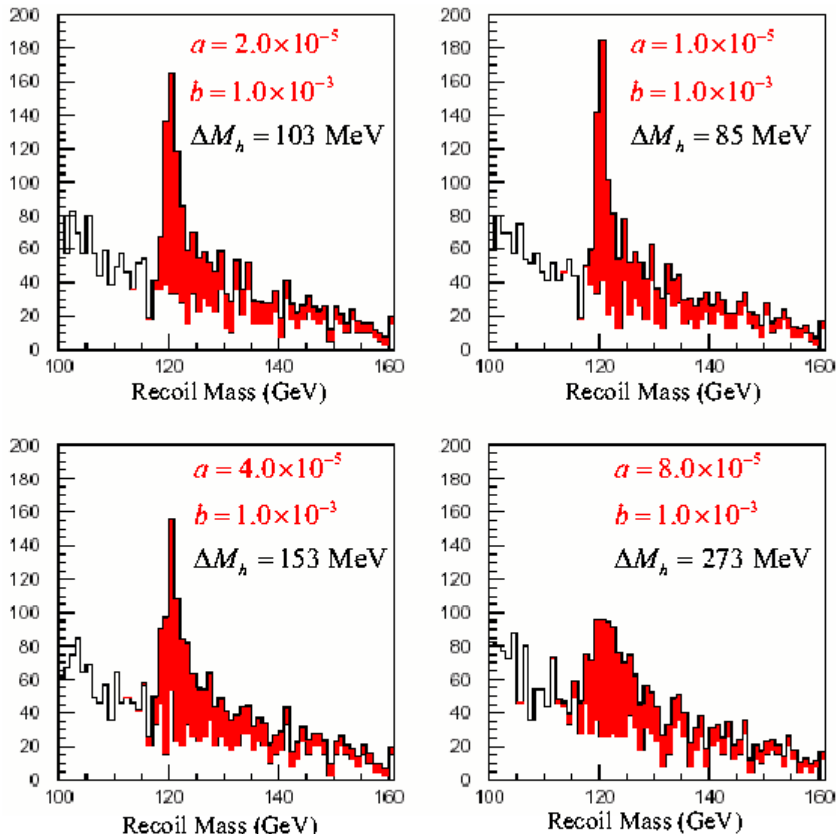 200
180
160
140
120
100
80
60
40
20
0
a = 2.0×10⁻⁵
b = 1.0×10⁻³
ΔM_h = 103 MeV
100 120 140 160
Recoil Mass (GeV)
200
180
160
140
120
100
80
60
40
20
0
a = 1.0×10⁻⁵
b = 1.0×10⁻³
ΔM_h = 85 MeV
100 120 140 160
Recoil Mass (GeV)
200
180
160
140
120
100
80
60
40
20
0
a = 4.0×10⁻⁵
b = 1.0×10⁻³
ΔM_h = 153 MeV
100 120 140 160
Recoil Mass (GeV)
200
180
160
140
120
100
80
60
40
20
0
a = 8.0×10⁻⁵
b = 1.0×10⁻³
ΔM_h = 273 MeV
100 120 140 160
Recoil Mass (GeV)